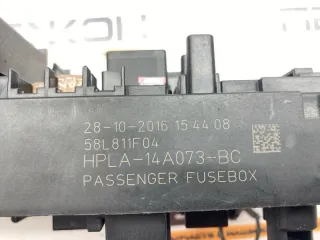 28-10-2016 15 44 08
58L811F04
HPLA-14A073-BC
PASSENGER FUSEBOX